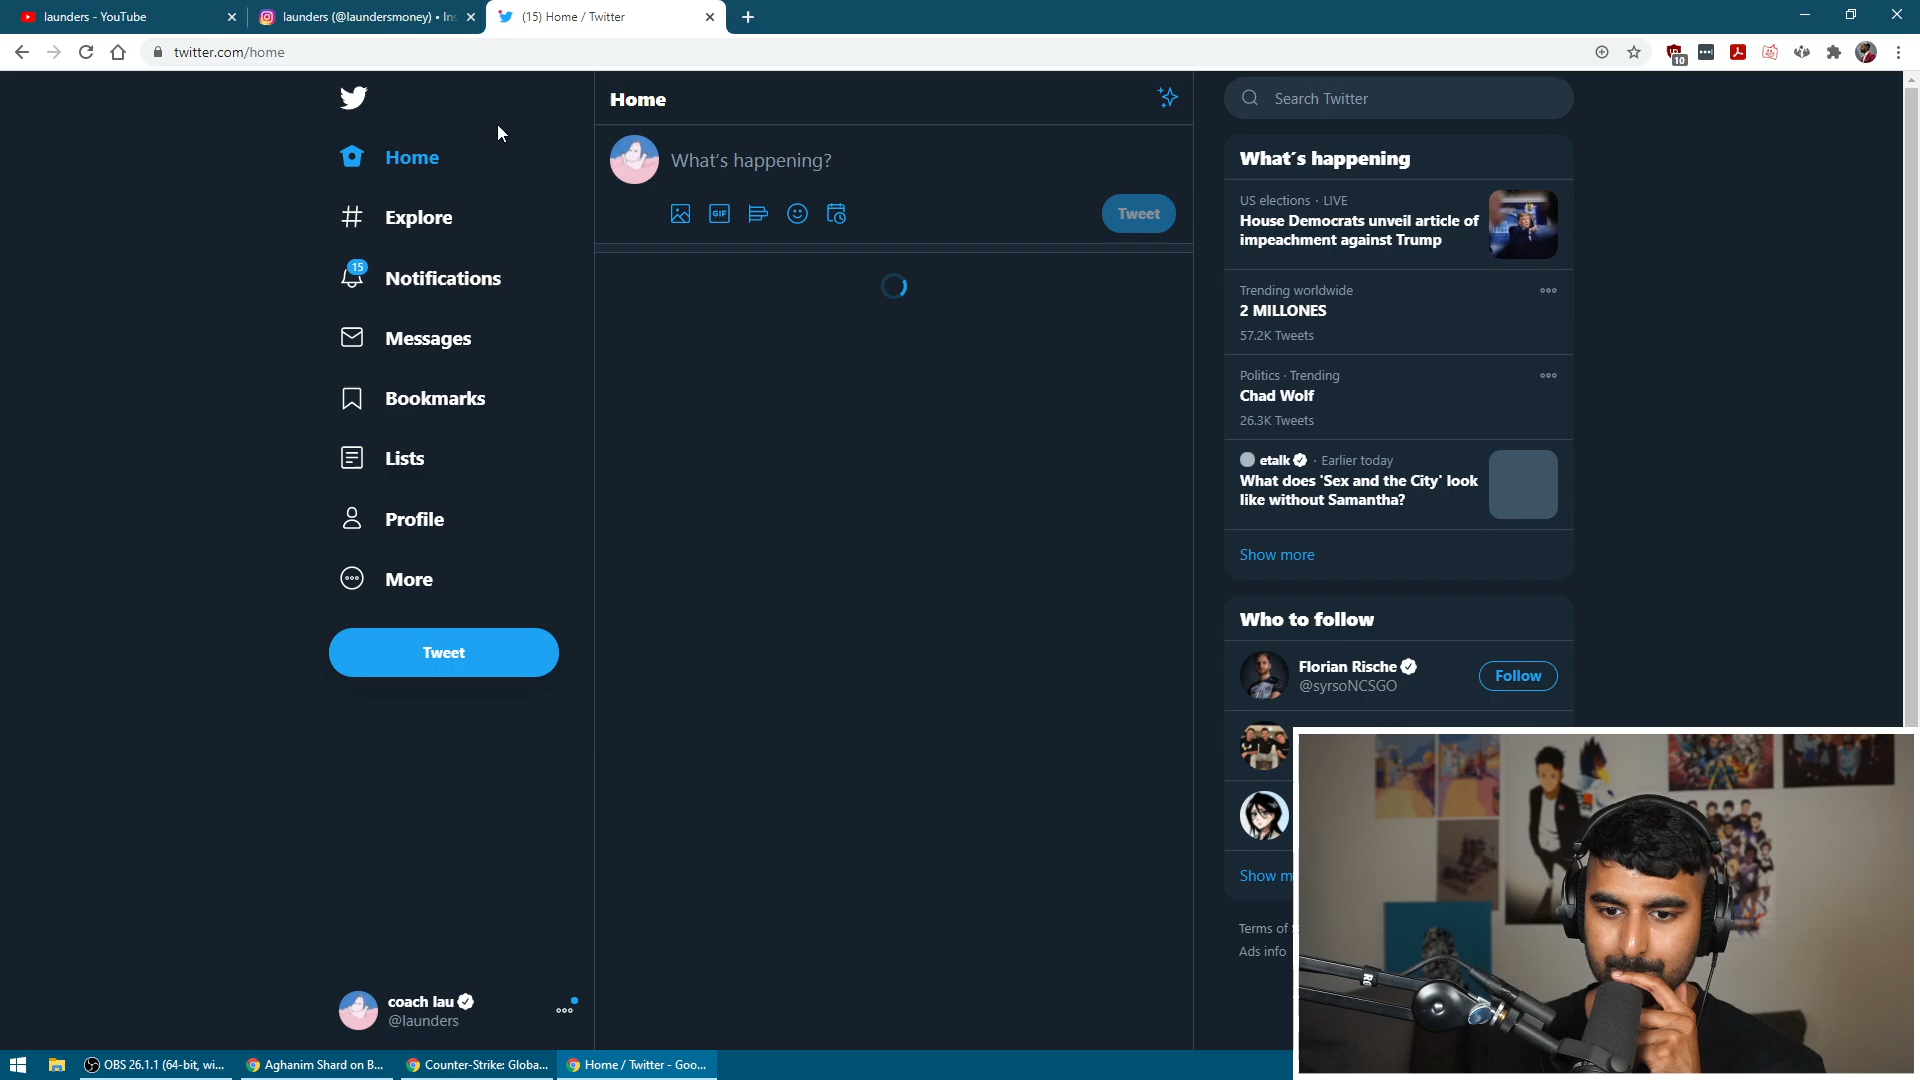 launders - YouTube
launders (@laundersmoney) • Ins
(15) Home / Twitter
twitter.com/home
10
Home
Explore
15
Notifications
Messages
Bookmarks
Lists
Profile
More
Tweet
coach lau
@launders
Home
What's happening?
GIF
Tweet
Search Twitter
What's happening
US elections · LIVE
House Democrats unveil article of
impeachment against Trump
Trending worldwide
2 MILLONES
57.2K Tweets
Politics · Trending
Chad Wolf
26.3K Tweets
etalk · Earlier today
What does 'Sex and the City' look
like without Samantha?
Show more
Who to follow
Florian Rische
@syrsoNCSGO
Follow
Show m
Terms of
Ads info
OBS 26.1.1 (64-bit, wi...
Aghanim Shard on B...
Counter-Strike: Globa...
Home / Twitter - Goo...